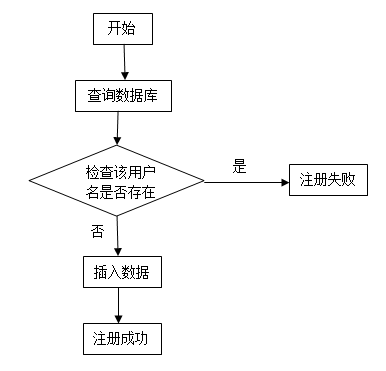 开始
查询数据库
检查该用户
名是否存在
是
注册失败
否
插入数据
注册成功